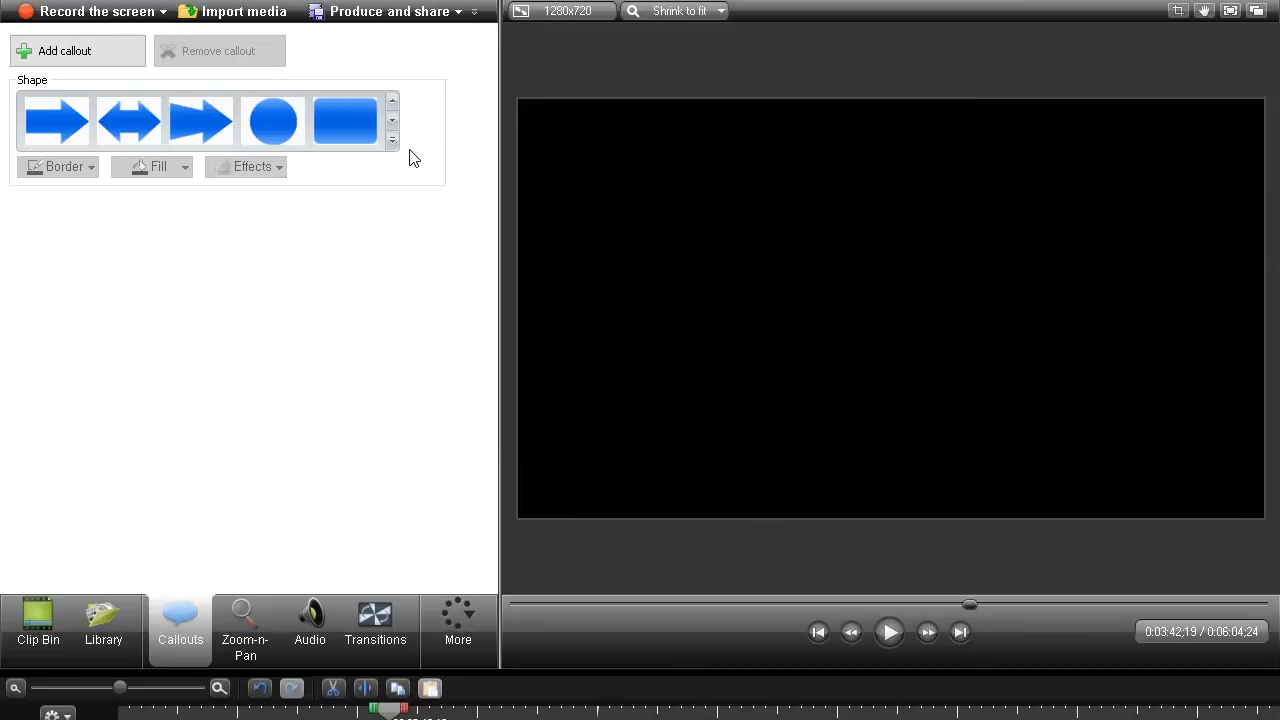 Record the screen Import media Produce and share
1280x720 Shrink to fit
Add callout Remove callout
Shape
Border Fill Effects
Clip Bin Library Callouts Zoom-n-Pan Audio Transitions More
0:03:42;19 / 0:06:04;24